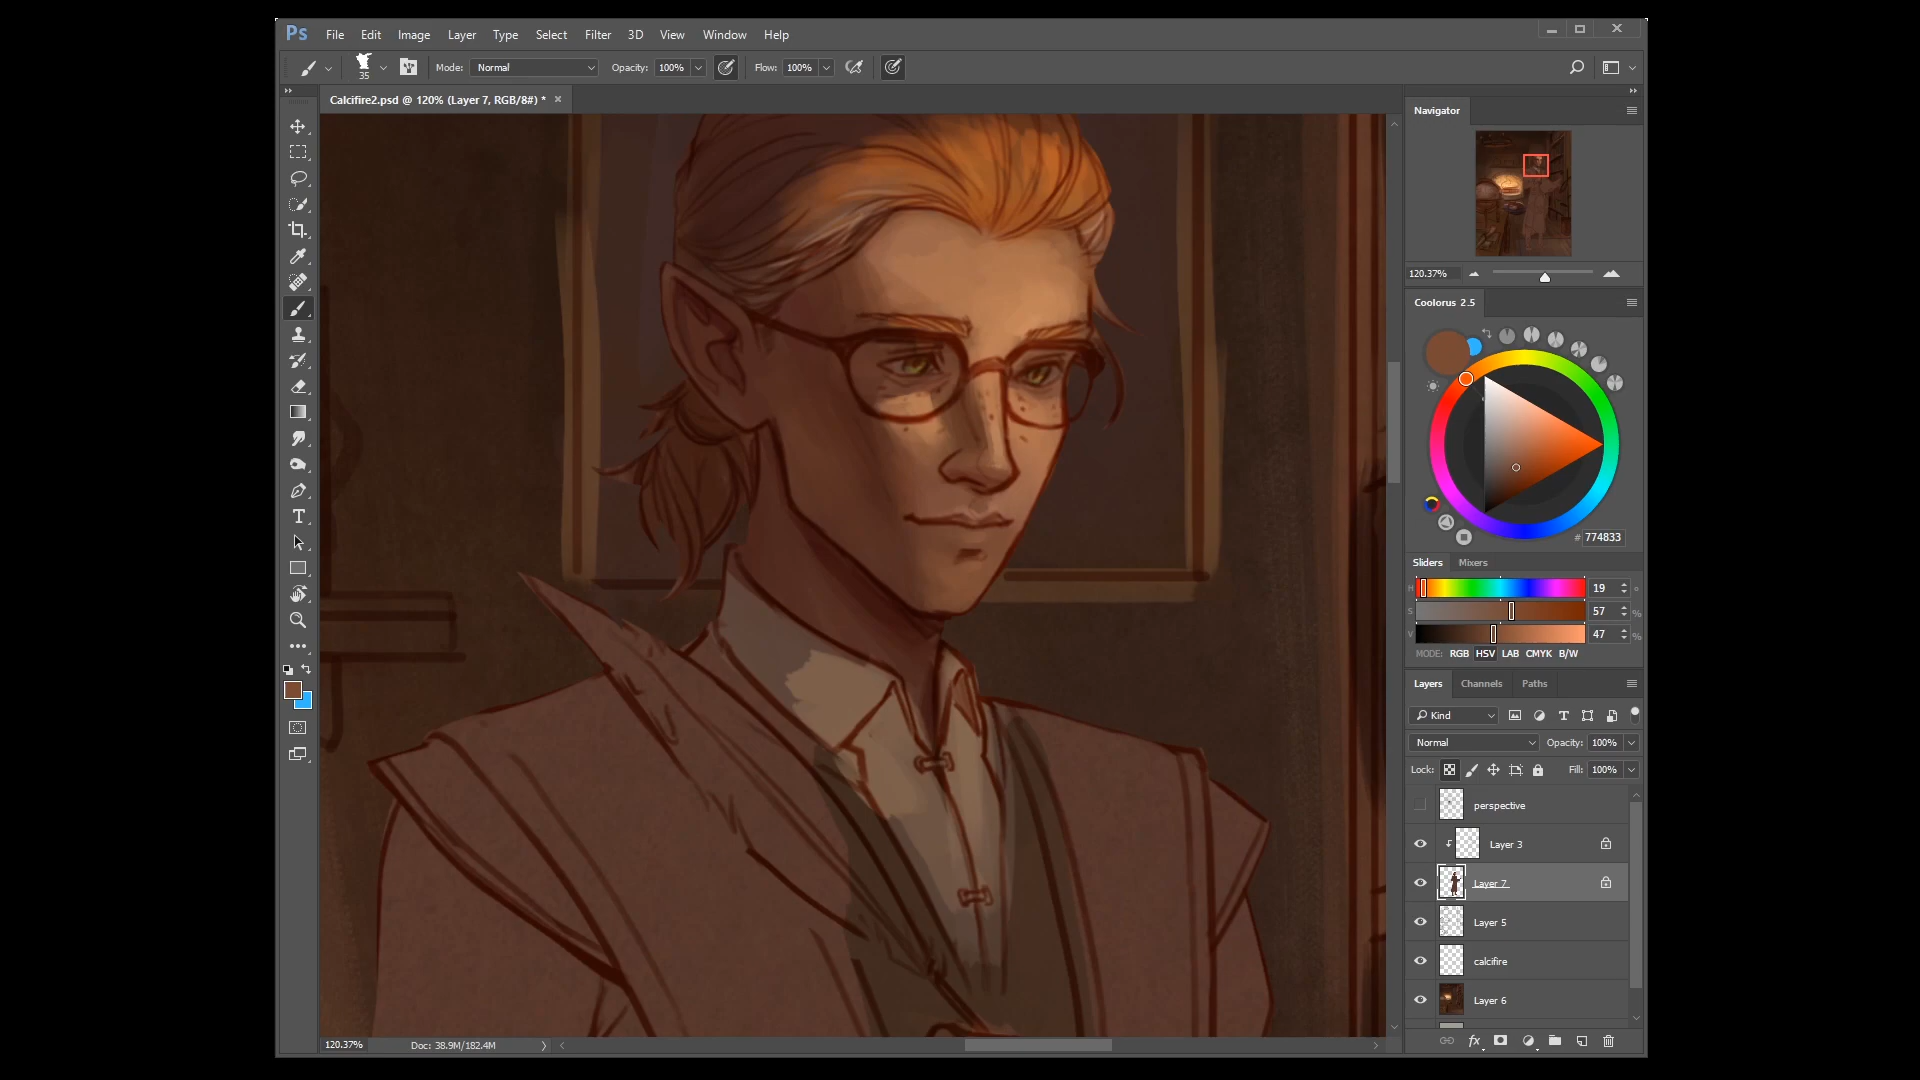 Ps File Edit Image Layer Type Select Filter 3D View Window Help
35 Mode: Normal Opacity: 100% Flow: 100%
Calcifire2.psd @ 120% (Layer 7, RGB/8#) * ×
Navigator
120.37%
Coolorus 2.5
# 774833
Sliders Mixers
H 19 °
S 57 %
V 47 %
MODE: RGB HSV LAB CMYK B/W
Layers Channels Paths
Kind
Normal Opacity: 100%
Lock: Fill: 100%
perspective
Layer 3
Layer 7
Layer 5
calcifire
Layer 6
fx
120.37% Doc: 38.9M/182.4M